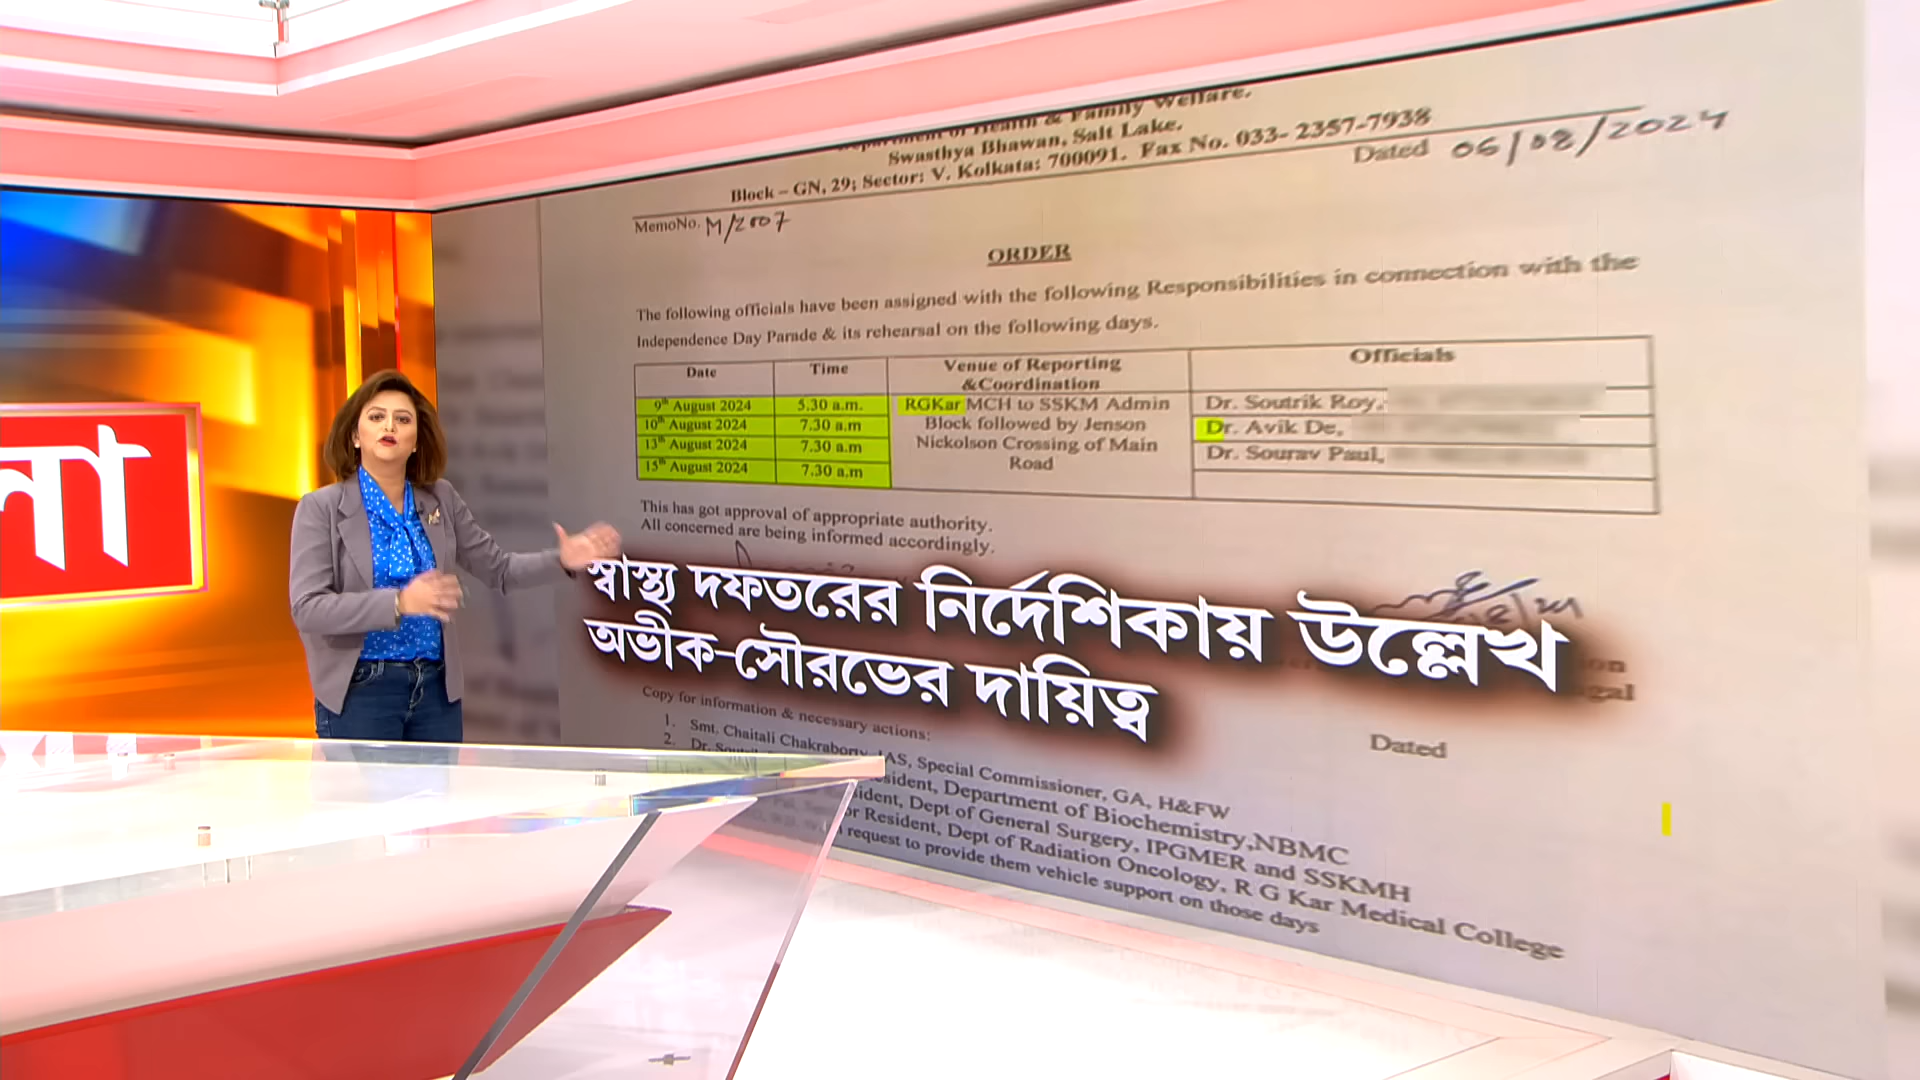 লা
Department of Health & Family Welfare.
Swasthya Bhawan, Salt Lake.
Block – GN, 29; Sector: V. Kolkata: 700091. Fax No. 033- 2357-7938
MemoNo. M/2007
Dated 06/08/2024
ORDER
The following officials have been assigned with the following Responsibilities in connection with the
Independence Day Parade & its rehearsal on the following days.
Date Time Venue of Reporting &Coordination Officials
9th August 2024 5.30 a.m. RGKar MCH to SSKM Admin Dr. Soutrik Roy,
10th August 2024 7.30 a.m Block followed by Jenson Dr. Avik De,
13th August 2024 7.30 a.m Nickolson Crossing of Main Dr. Sourav Paul,
15th August 2024 7.30 a.m Road
This has got approval of appropriate authority.
All concerned are being informed accordingly.
স্বাস্থ্য দফতরের নির্দেশিকায় উল্লেখ
অভীক-সৌরভের দায়িত্ব
Copy for information & necessary actions:
Dated
1. Smt. Chaitali Chakraborty, IAS, Special Commissioner, GA, H&FW
2. Dr. sident, Department of Biochemistry,NBMC
ident, Dept of General Surgery, IPGMER and SSKMH
or Resident, Dept of Radiation Oncology, R G Kar Medical College
request to provide them vehicle support on those days